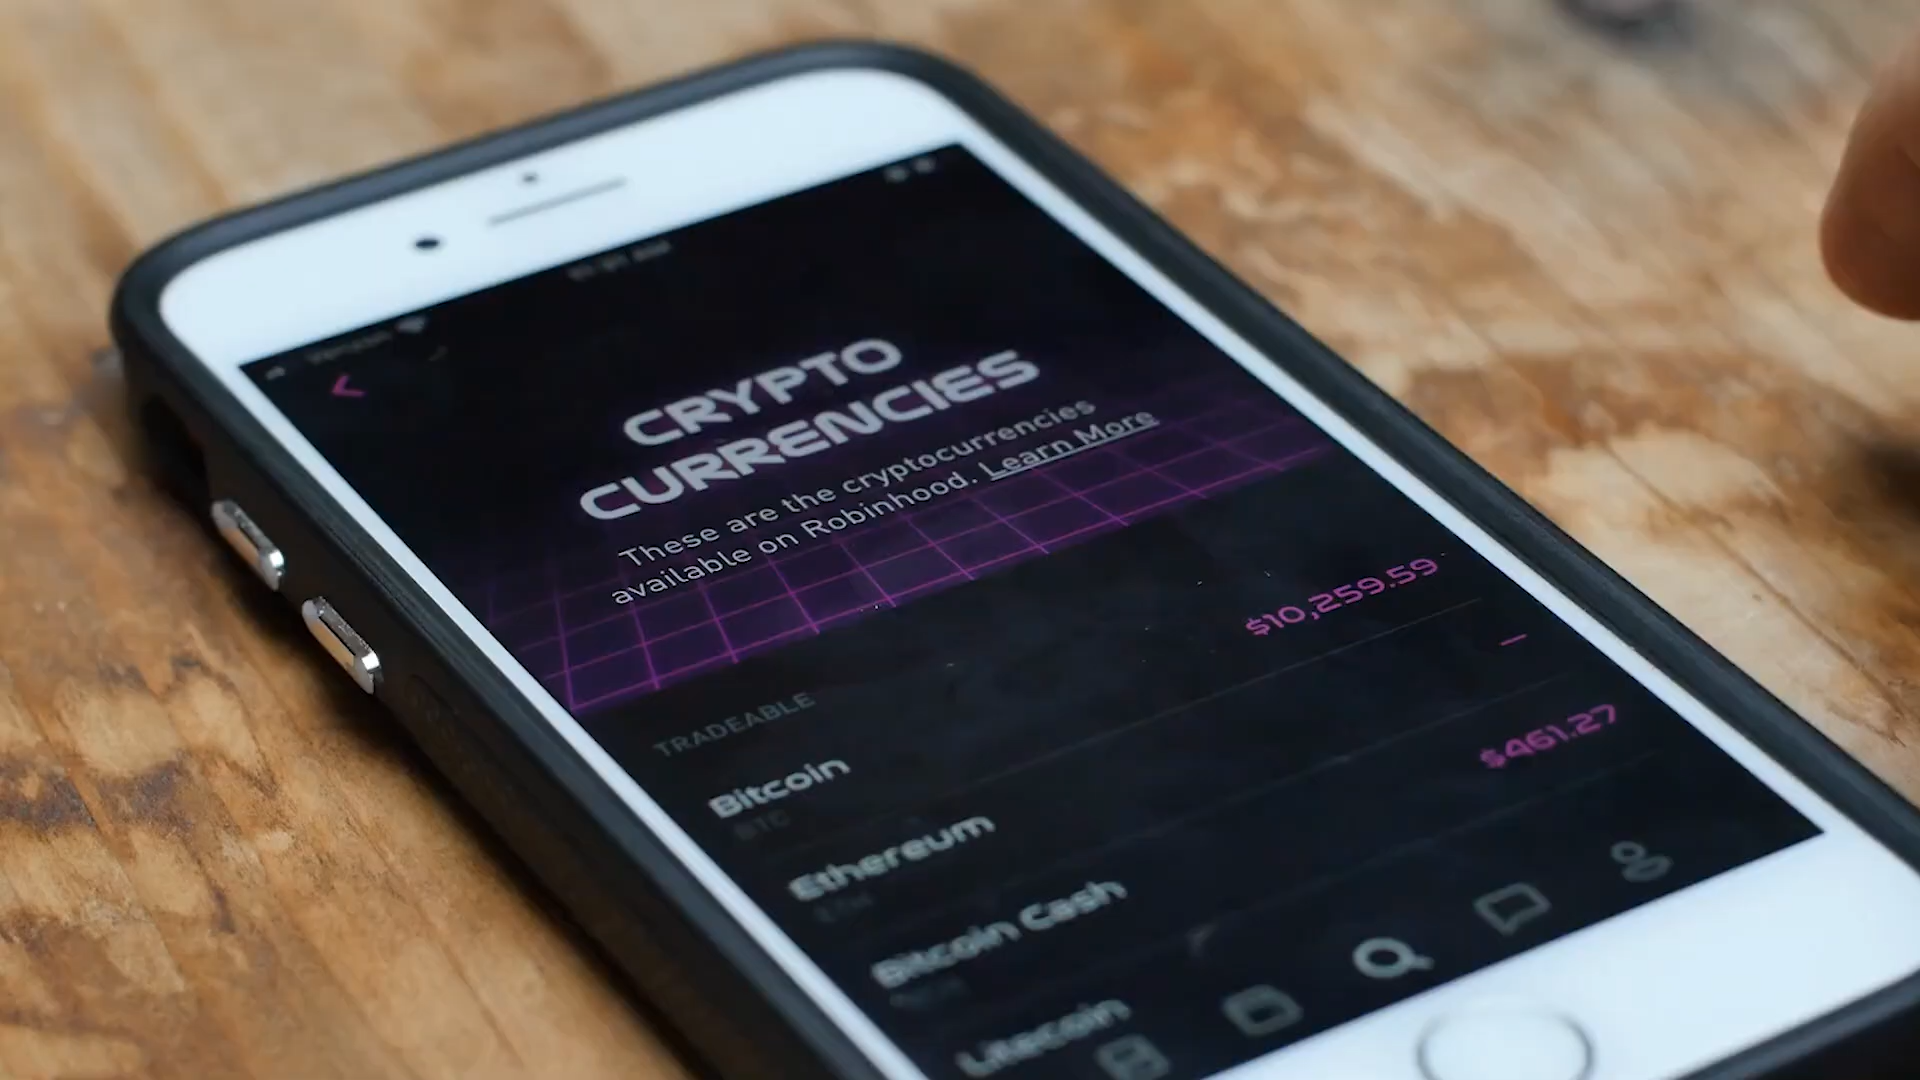 CRYPTO
CURRENCIES
These are the cryptocurrencies
available on Robinhood. Learn More
TRADEABLE
Bitcoin
$10,259.59
BTC
Ethereum
–
Bitcoin Cash
$461.27
Litecoin